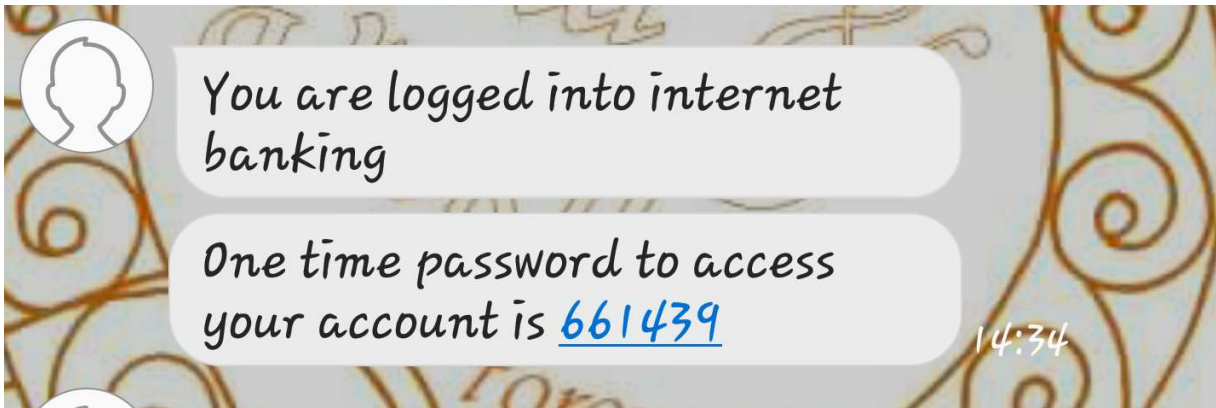 You are logged into internet
banking
One time password to access
your account is 661439
14:34